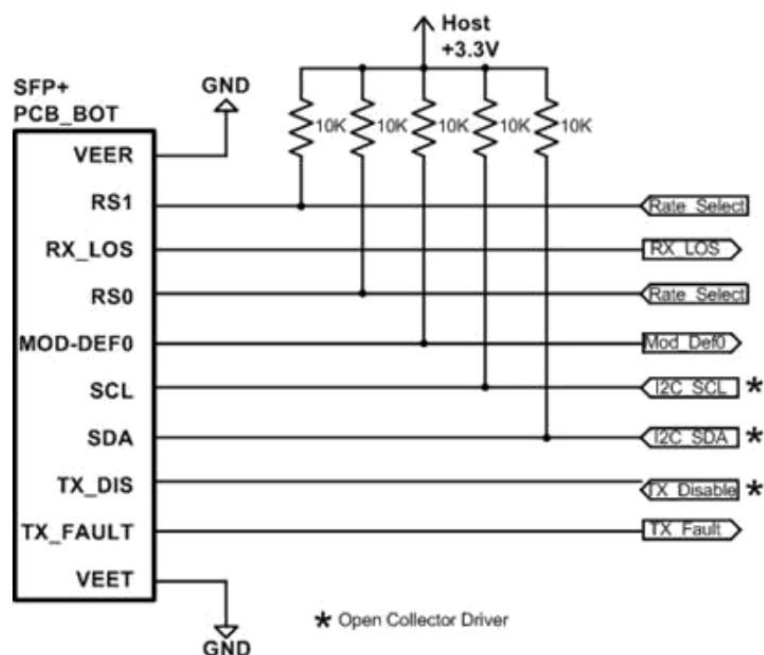 Host
+3.3V
SFP+
PCB_BOT
GND
10K 10K 10K 10K 10K
VEER
RS1 Rate_Select
RX_LOS RX_LOS
RS0 Rate_Select
MOD-DEF0 Mod_Def0
SCL I2C_SCL *
SDA I2C_SDA *
TX_DIS TX_Disable *
TX_FAULT TX_Fault
VEET
* Open Collector Driver
GND